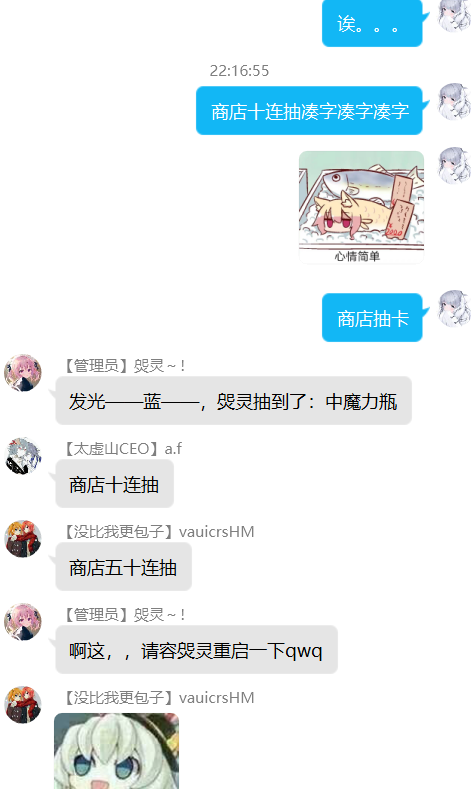 诶。。。
22:16:55
商店十连抽凑字凑字凑字
心情简单
商店抽卡
【管理员】咒灵~！
发光——蓝——，咒灵抽到了：中魔力瓶
【太虚山CEO】a.f
商店十连抽
【没比我更包子】vauicrsHM
商店五十连抽
【管理员】咒灵~！
啊这，，请容咒灵重启一下qwq
【没比我更包子】vauicrsHM